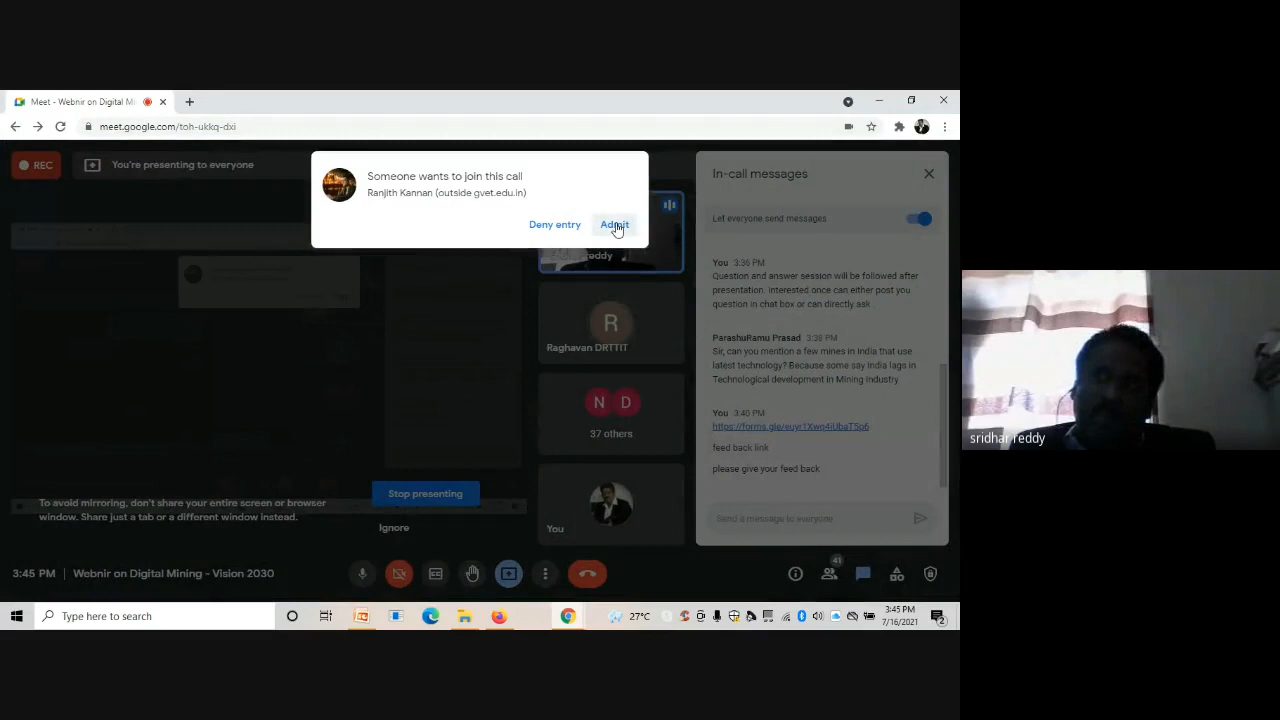 Meet - Webnir on Digital Mi
meet.google.com/toh-ukkq-dxi
REC
You're presenting to everyone
Someone wants to join this call
Ranjith Kannan (outside gvet.edu.in)
Deny entry
Admit
reddy
R
Raghavan DRTTIT
N D
37 others
You
To avoid mirroring, don't share your entire screen or browser
window. Share just a tab or a different window instead.
Stop presenting
Ignore
In-call messages
Let everyone send messages
You 3:36 PM
Question and answer session will be followed after
presentation. Interested once can either post you
question in chat box or can directly ask
ParashuRamu Prasad 3:38 PM
Sir, can you mention a few mines in India that use
latest technology? Because some say India lags in
Technological development in Mining Industry
You 3:40 PM
https://forms.gle/euyr1Xwq4iUbaT5p6
feed back link
please give your feed back
Send a message to everyone
3:45 PM | Webnir on Digital Mining - Vision 2030
41
Type here to search
27°C
3:45 PM
7/16/2021
2
sridhar reddy